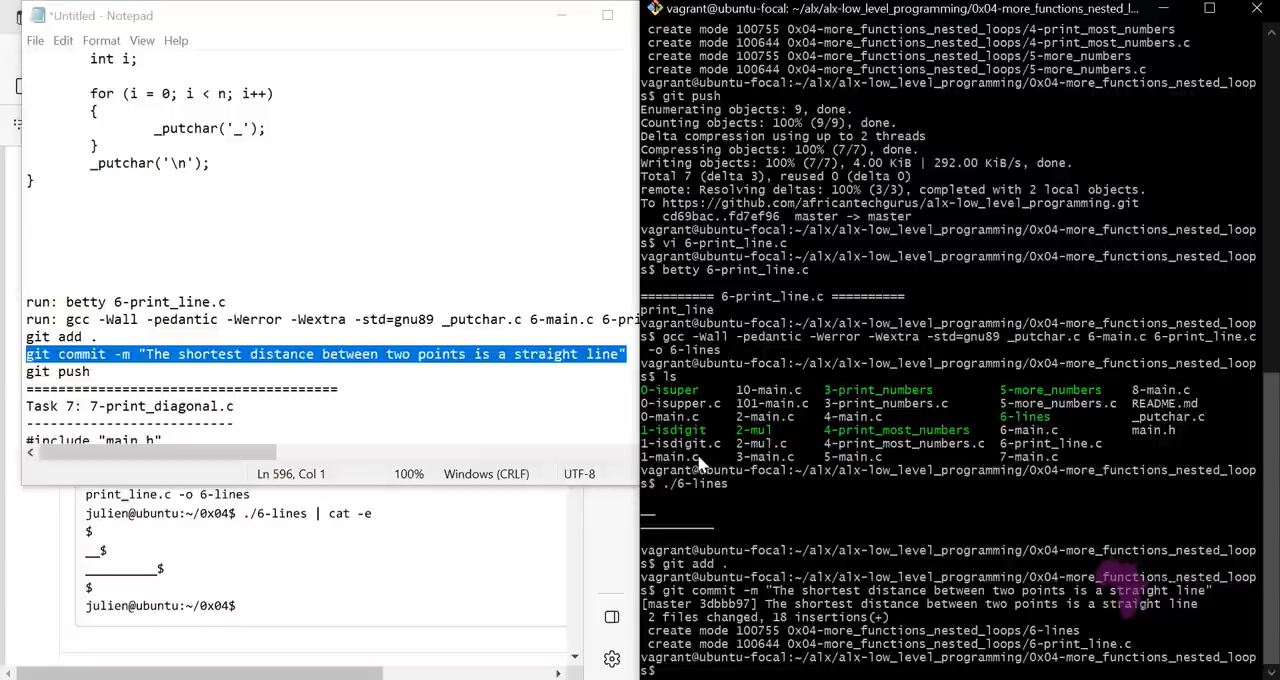 *Untitled - Notepad
File Edit Format View Help
int i;
for (i = 0; i < n; i++)
{
_putchar('_');
}
_putchar('\n');
}
run: betty 6-print_line.c
run: gcc -Wall -pedantic -Werror -Wextra -std=gnu89 _putchar.c 6-main.c 6-pri
git add .
git commit -m "The shortest distance between two points is a straight line"
git push
======================================
Task 7: 7-print_diagonal.c
-------------------------
#include "main.h"
Ln 596, Col 1 100% Windows (CRLF) UTF-8
print_line.c -o 6-lines
julien@ubuntu:~/0x04$ ./6-lines | cat -e
$
__$
__________$
$
julien@ubuntu:~/0x04$
vagrant@ubuntu-focal: ~/alx/alx-low_level_programming/0x04-more_functions_nested_l...
create mode 100755 0x04-more_functions_nested_loops/4-print_most_numbers
create mode 100644 0x04-more_functions_nested_loops/4-print_most_numbers.c
create mode 100755 0x04-more_functions_nested_loops/5-more_numbers
create mode 100644 0x04-more_functions_nested_loops/5-more_numbers.c
vagrant@ubuntu-focal:~/alx/alx-low_level_programming/0x04-more_functions_nested_loop
s$ git push
Enumerating objects: 9, done.
Counting objects: 100% (9/9), done.
Delta compression using up to 2 threads
Compressing objects: 100% (7/7), done.
Writing objects: 100% (7/7), 4.00 KiB | 292.00 KiB/s, done.
Total 7 (delta 3), reused 0 (delta 0)
remote: Resolving deltas: 100% (3/3), completed with 2 local objects.
To https://github.com/africantechgurus/alx-low_level_programming.git
cd69bac..fd7ef96 master -> master
vagrant@ubuntu-focal:~/alx/alx-low_level_programming/0x04-more_functions_nested_loop
s$ vi 6-print_line.c
vagrant@ubuntu-focal:~/alx/alx-low_level_programming/0x04-more_functions_nested_loop
s$ betty 6-print_line.c
========== 6-print_line.c ==========
print_line
vagrant@ubuntu-focal:~/alx/alx-low_level_programming/0x04-more_functions_nested_loop
s$ gcc -Wall -pedantic -Werror -Wextra -std=gnu89 _putchar.c 6-main.c 6-print_line.c
-o 6-lines
vagrant@ubuntu-focal:~/alx/alx-low_level_programming/0x04-more_functions_nested_loop
s$ ls
0-isuper 10-main.c 3-print_numbers 5-more_numbers 8-main.c
0-isupper.c 101-main.c 3-print_numbers.c 5-more_numbers.c README.md
0-main.c 2-main.c 4-main.c 6-lines _putchar.c
1-isdigit 2-mul 4-print_most_numbers 6-main.c main.h
1-isdigit.c 2-mul.c 4-print_most_numbers.c 6-print_line.c
1-main.c 3-main.c 5-main.c 7-main.c
vagrant@ubuntu-focal:~/alx/alx-low_level_programming/0x04-more_functions_nested_loop
s$ ./6-lines
__
__________
vagrant@ubuntu-focal:~/alx/alx-low_level_programming/0x04-more_functions_nested_loop
s$ git add .
vagrant@ubuntu-focal:~/alx/alx-low_level_programming/0x04-more_functions_nested_loop
s$ git commit -m "The shortest distance between two points is a straight line"
[master 3dbbb97] The shortest distance between two points is a straight line
2 files changed, 18 insertions(+)
create mode 100755 0x04-more_functions_nested_loops/6-lines
create mode 100644 0x04-more_functions_nested_loops/6-print_line.c
vagrant@ubuntu-focal:~/alx/alx-low_level_programming/0x04-more_functions_nested_loop
s$